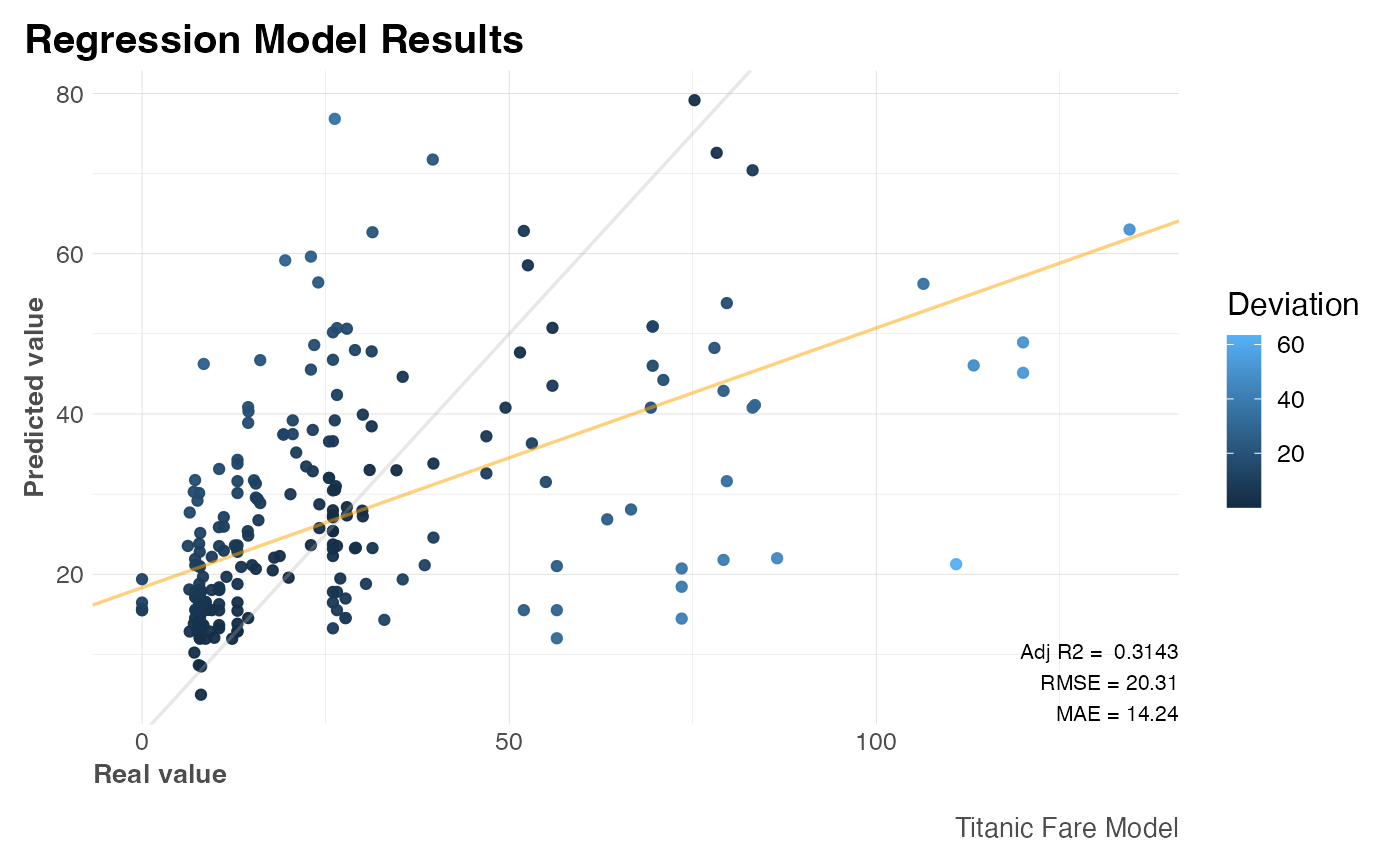 Regression Model Results
80
60
40
20
Predicted value
0
50
100
Real value
Adj R2 =  0.3143
RMSE = 20.31
MAE = 14.24
Deviation
60
40
20
Titanic Fare Model